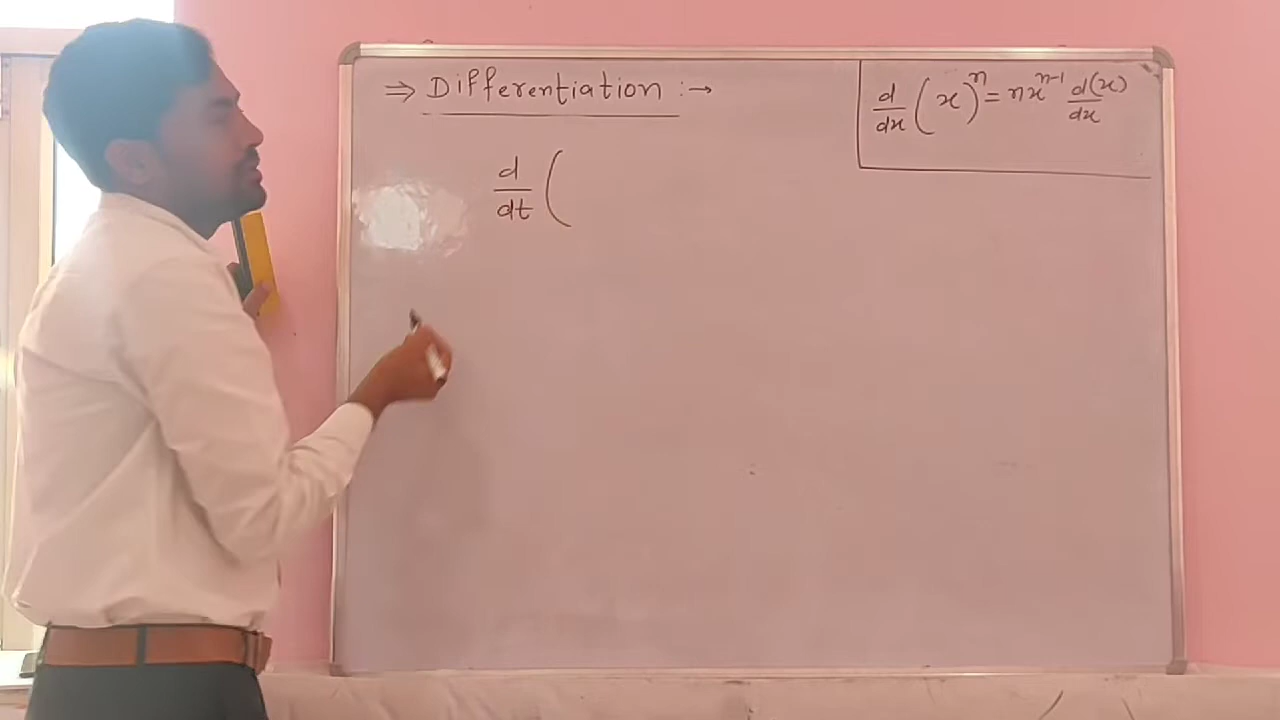 ⇒ Differentiation :→
d/dx (x)^n = nx^(n-1) d(x)/dx
d/dt (